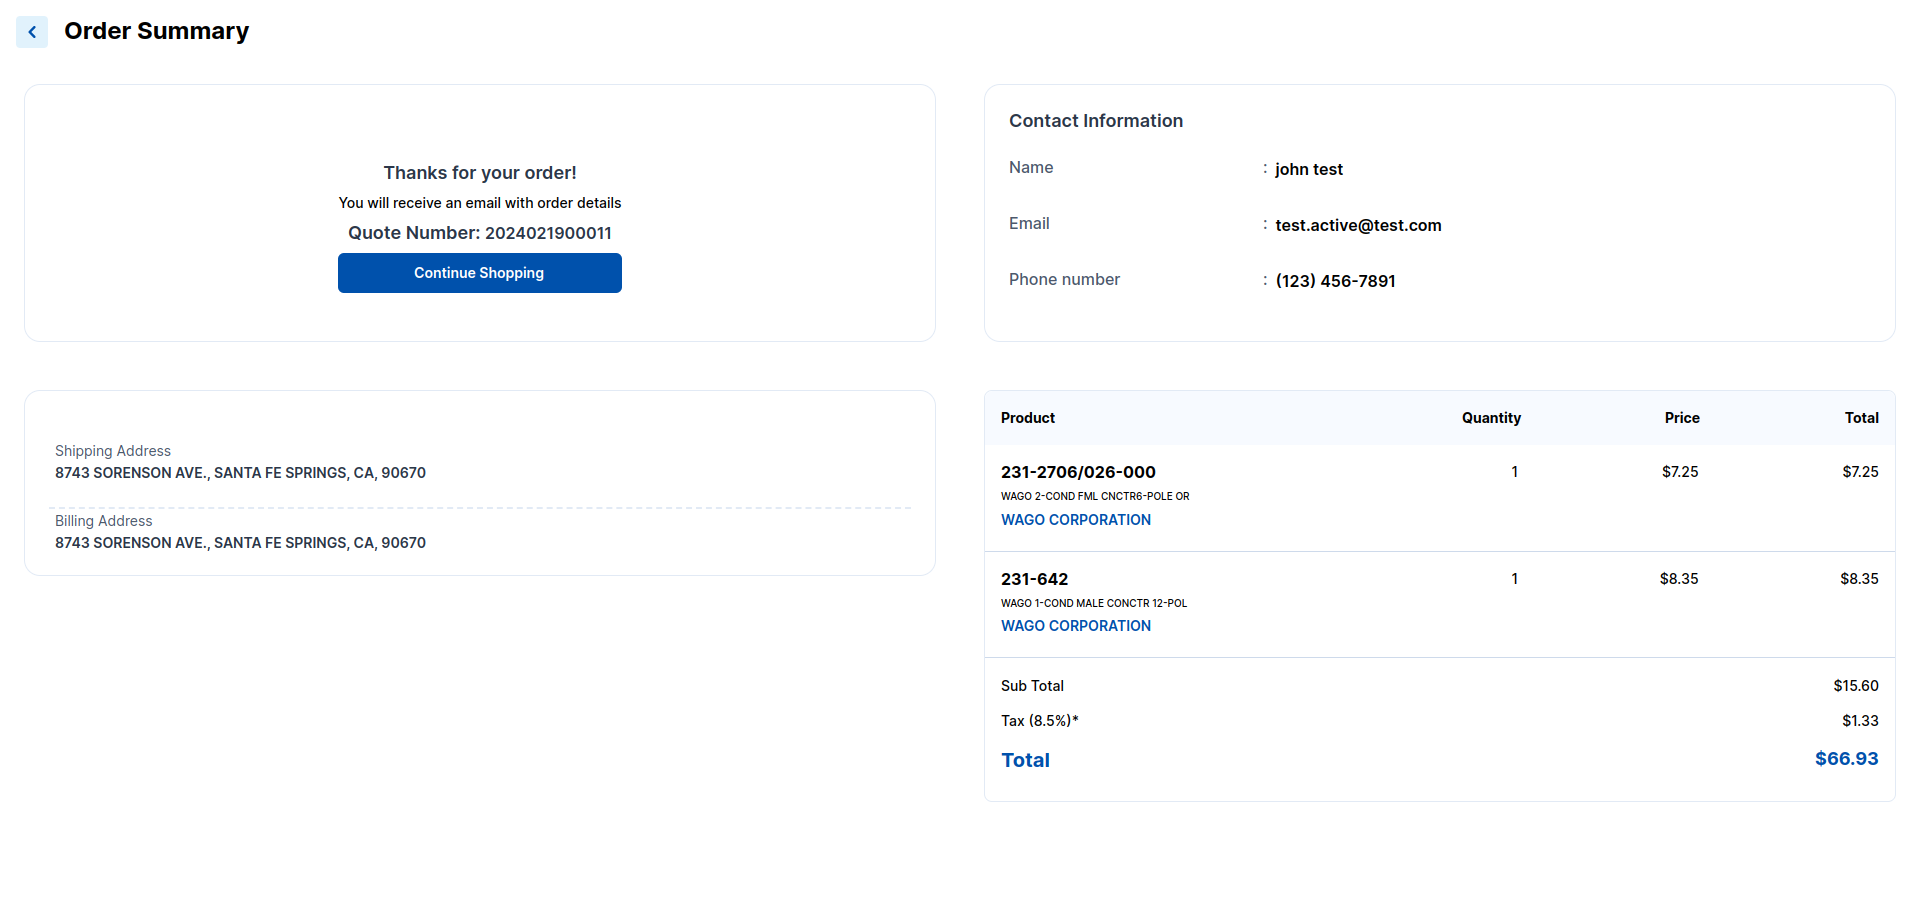 Order Summary
Thanks for your order!
You will receive an email with order details
Quote Number: 2024021900011
Continue Shopping
Contact Information
Name : john test
Email : test.active@test.com
Phone number : (123) 456-7891
Shipping Address
8743 SORENSON AVE., SANTA FE SPRINGS, CA, 90670
Billing Address
8743 SORENSON AVE., SANTA FE SPRINGS, CA, 90670
Product Quantity Price Total
231-2706/026-000 1 $7.25 $7.25
WAGO 2-COND FML CNCTR6-POLE OR
WAGO CORPORATION
231-642 1 $8.35 $8.35
WAGO 1-COND MALE CONCTR 12-POL
WAGO CORPORATION
Sub Total $15.60
Tax (8.5%)* $1.33
Total $66.93